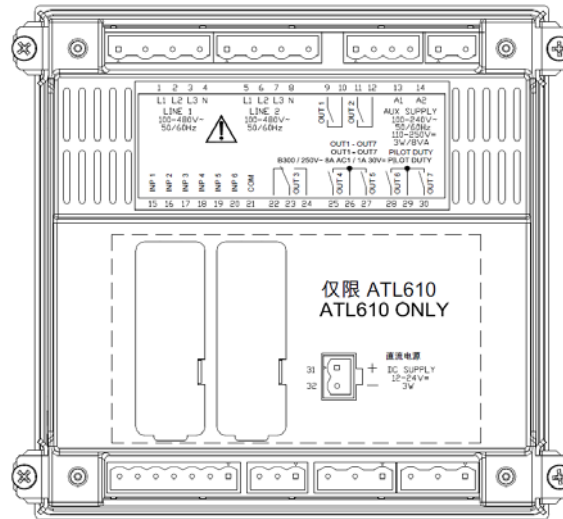 1 2 3 4 5 6 7 8 9 10 11 12 13 14
L1 L2 L3 N L1 L2 L3 N OUT 1 OUT 2 A1 A2
LINE 1 LINE 2 AUX SUPPLY
100-480V~ 100-480V~ 100-240V~
50/60Hz 50/60Hz 50/60Hz
110-250V=
3W/8VA
OUT1 - OUT7
OUT1 - OUT7 PILOT DUTY
B300 / 250V~ 8A AC1 / 1A 30V= PILOT DUTY
INP 1 INP 2 INP 3 INP 4 INP 5 INP 6 COM OUT 3 OUT 4 OUT 5 OUT 6 OUT 7
15 16 17 18 19 20 21 22 23 24 25 26 27 28 29 30
仅限 ATL610
ATL610 ONLY
直流电源
31 + DC SUPPLY
12-24V=
32 − 3W